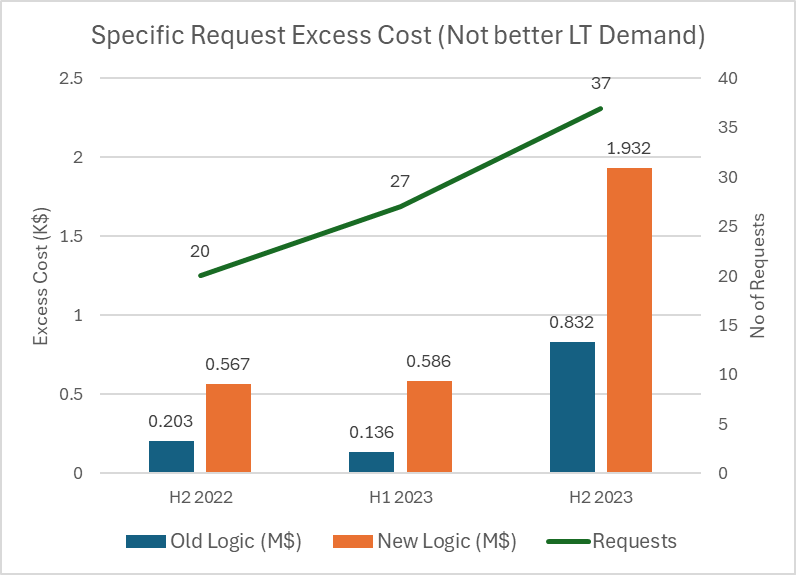 Specific Request Excess Cost (Not better LT Demand)
Excess Cost (K$)
2.5
2
1.5
1
0.5
0
40
35
30
25
20
15
10
5
0
No of Requests
20
27
37
0.203
0.567
0.136
0.586
0.832
1.932
H2 2022
H1 2023
H2 2023
Old Logic (M$)
New Logic (M$)
Requests